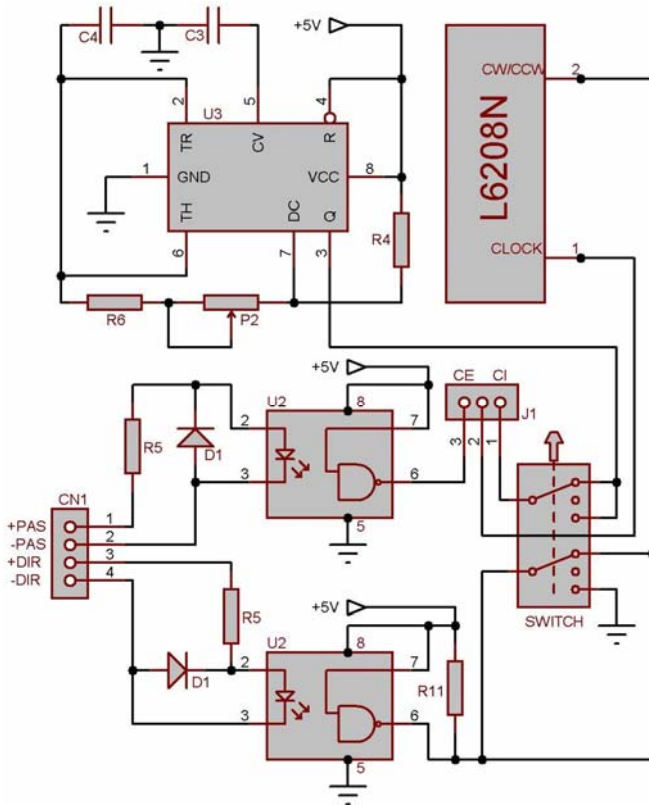 C4
C3
+5V
U3
2
5
4
TR
CV
R
1
GND
VCC
8
TH
DC
Q
6
7
3
R4
R6
P2
L6208N
CW/CCW
2
CLOCK
1
+5V
U2
8
2
7
3
6
5
R5
D1
CE
CI
J1
3
2
1
CN1
+PAS
1
-PAS
2
+DIR
3
-DIR
4
R5
D1
SWITCH
+5V
U2
8
2
7
3
6
5
R11